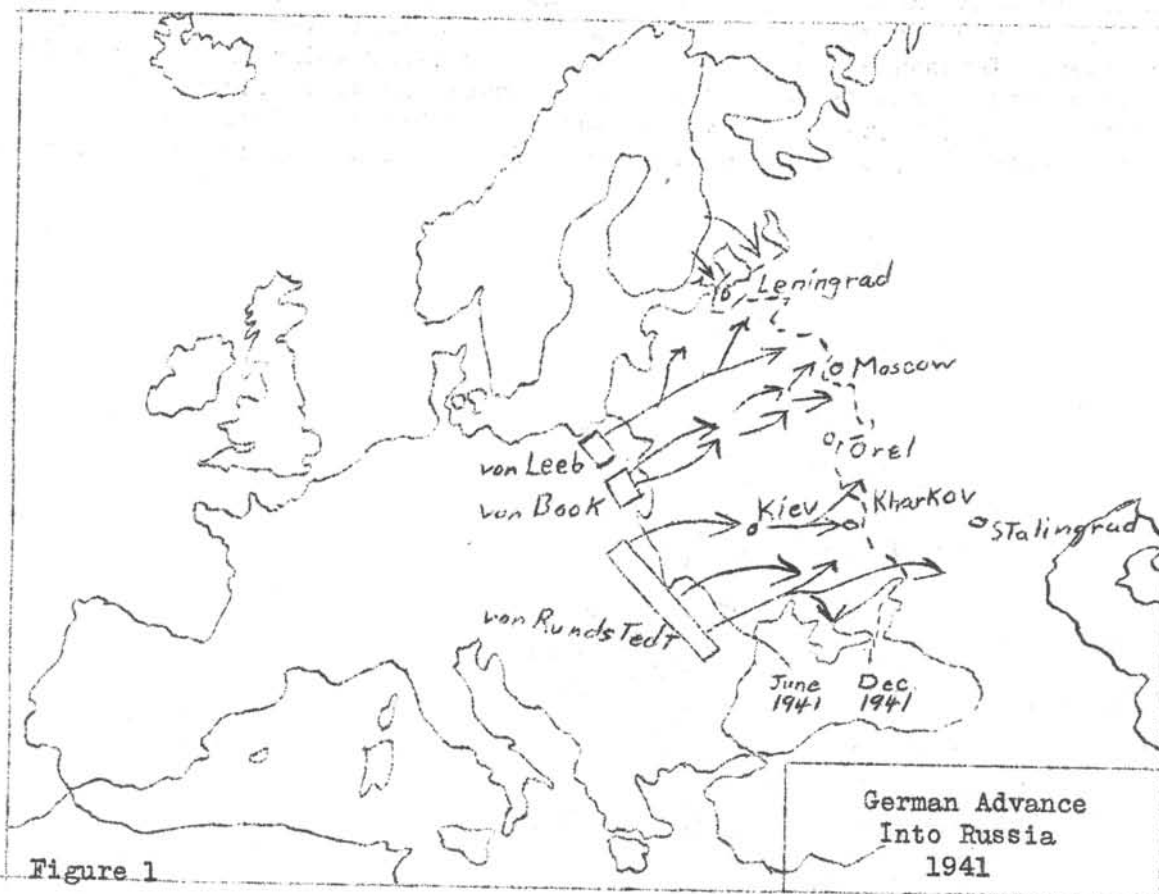 Leningrad
Moscow
Orel
von Leeb
von Book
Kiev
Kharkov
STalingrad
von RundsTedT
June
1941
Dec
1941
German Advance
Into Russia
1941
Figure 1